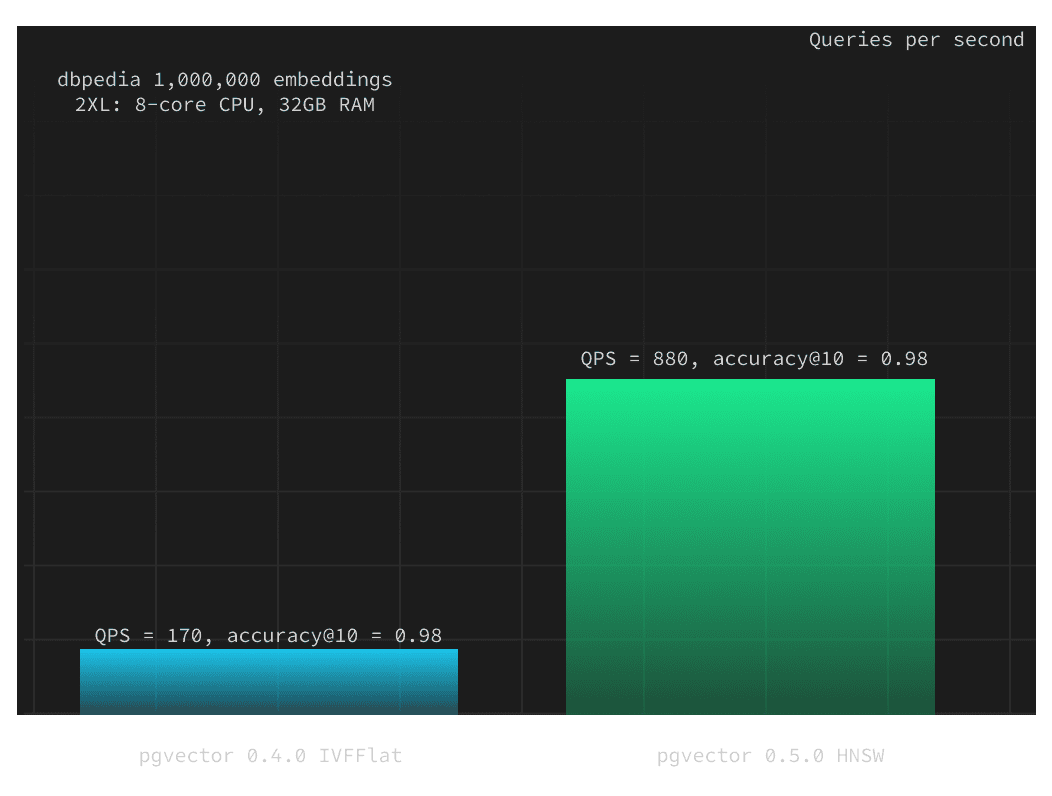 Queries per second
dbpedia 1,000,000 embeddings
2XL: 8-core CPU, 32GB RAM
QPS = 880, accuracy@10 = 0.98
QPS = 170, accuracy@10 = 0.98
pgvector 0.4.0 IVFFlat
pgvector 0.5.0 HNSW